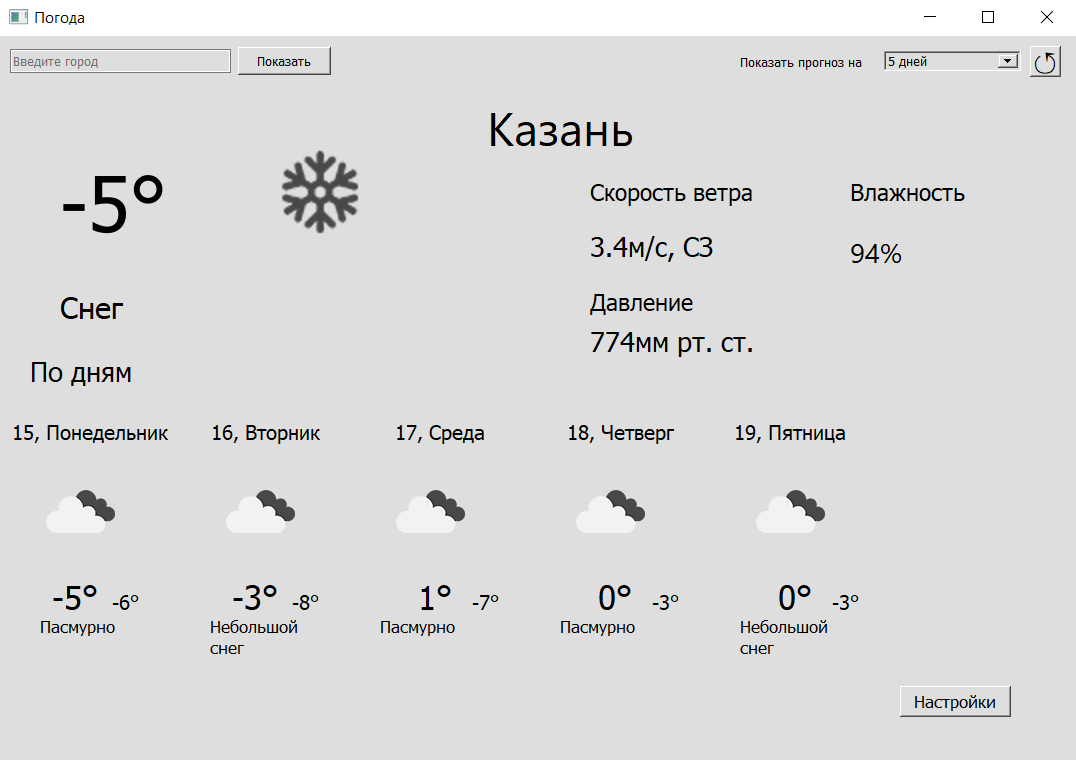 Погода
Введите город
Показать
Показать прогноз на
5 дней
Казань
-5°
Скорость ветра
Влажность
3.4м/с, СЗ
94%
Снег
Давление
774мм рт. ст.
По дням
15, Понедельник
16, Вторник
17, Среда
18, Четверг
19, Пятница
-5° -6°
-3° -8°
1° -7°
0° -3°
0° -3°
Пасмурно
Небольшой
снег
Пасмурно
Пасмурно
Небольшой
снег
Настройки